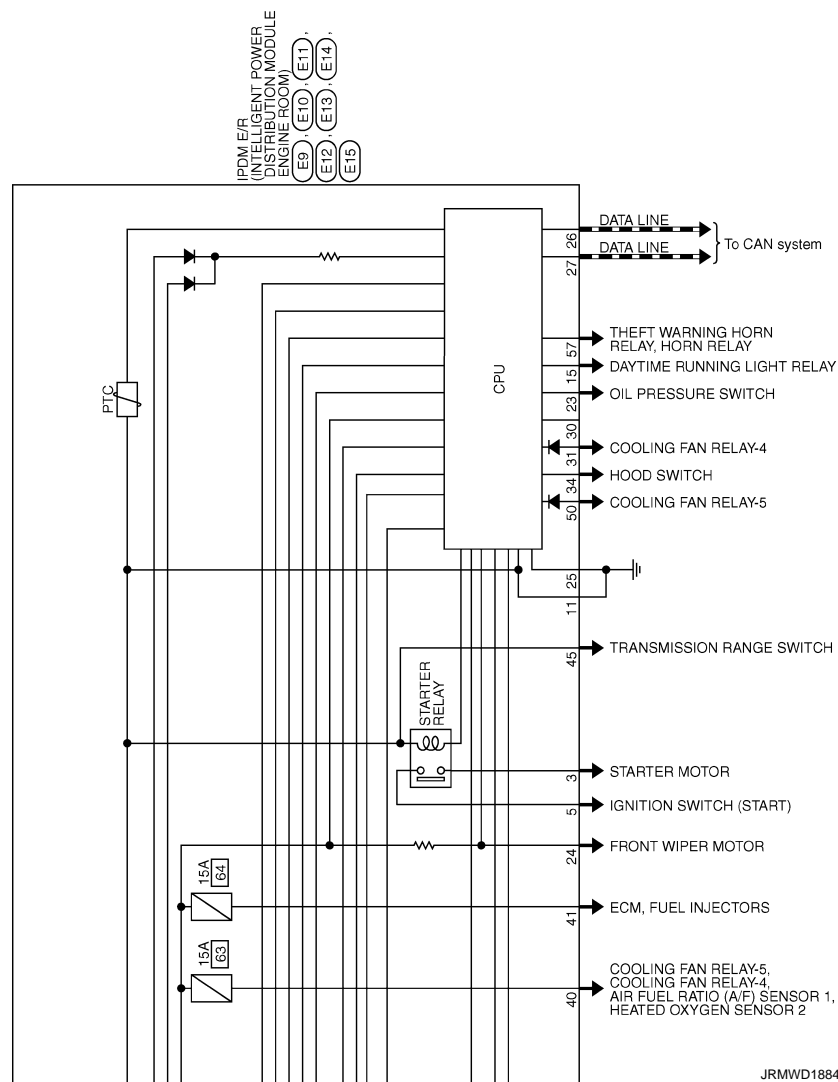 IPDM E/R
(INTELLIGENT POWER
DISTRIBUTION MODULE
ENGINE ROOM)
E9 , E10 , E11 ,
E12 , E13 , E14 ,
E15
26 DATA LINE
27 DATA LINE
To CAN system
CPU
57 THEFT WARNING HORN
RELAY, HORN RELAY
15 DAYTIME RUNNING LIGHT RELAY
23 OIL PRESSURE SWITCH
30
31 COOLING FAN RELAY-4
34 HOOD SWITCH
50 COOLING FAN RELAY-5
PTC
25
11
45 TRANSMISSION RANGE SWITCH
STARTER
RELAY
3 STARTER MOTOR
5 IGNITION SWITCH (START)
24 FRONT WIPER MOTOR
15A
64
41 ECM, FUEL INJECTORS
15A
63
40 COOLING FAN RELAY-5,
COOLING FAN RELAY-4,
AIR FUEL RATIO (A/F) SENSOR 1,
HEATED OXYGEN SENSOR 2
JRMWD1884